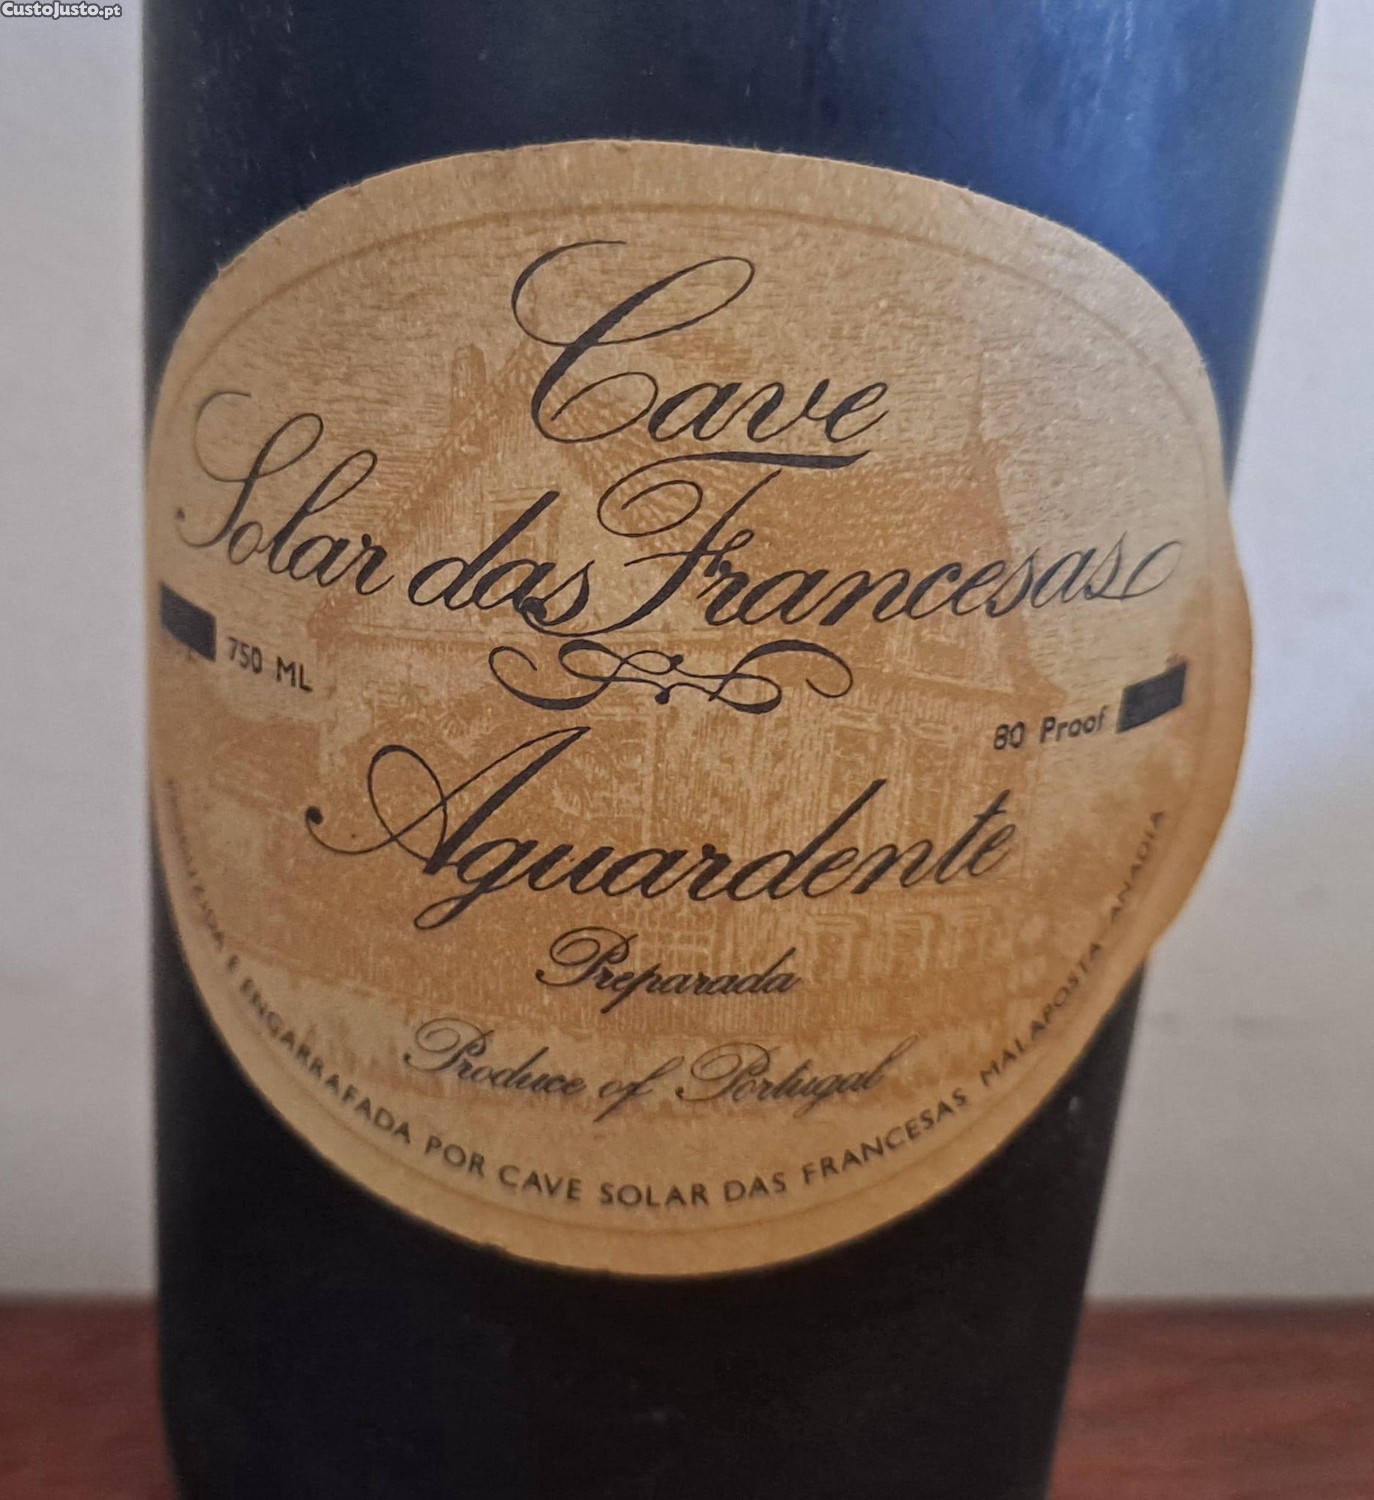 CustoJusto.pt
Cave
Solar das Francesas
750 ML
80 Proof
Aguardente
Preparada
Produce of Portugal
E ENGARRAFADA POR CAVE SOLAR DAS FRANCESAS MALAPOSTA ANADIA